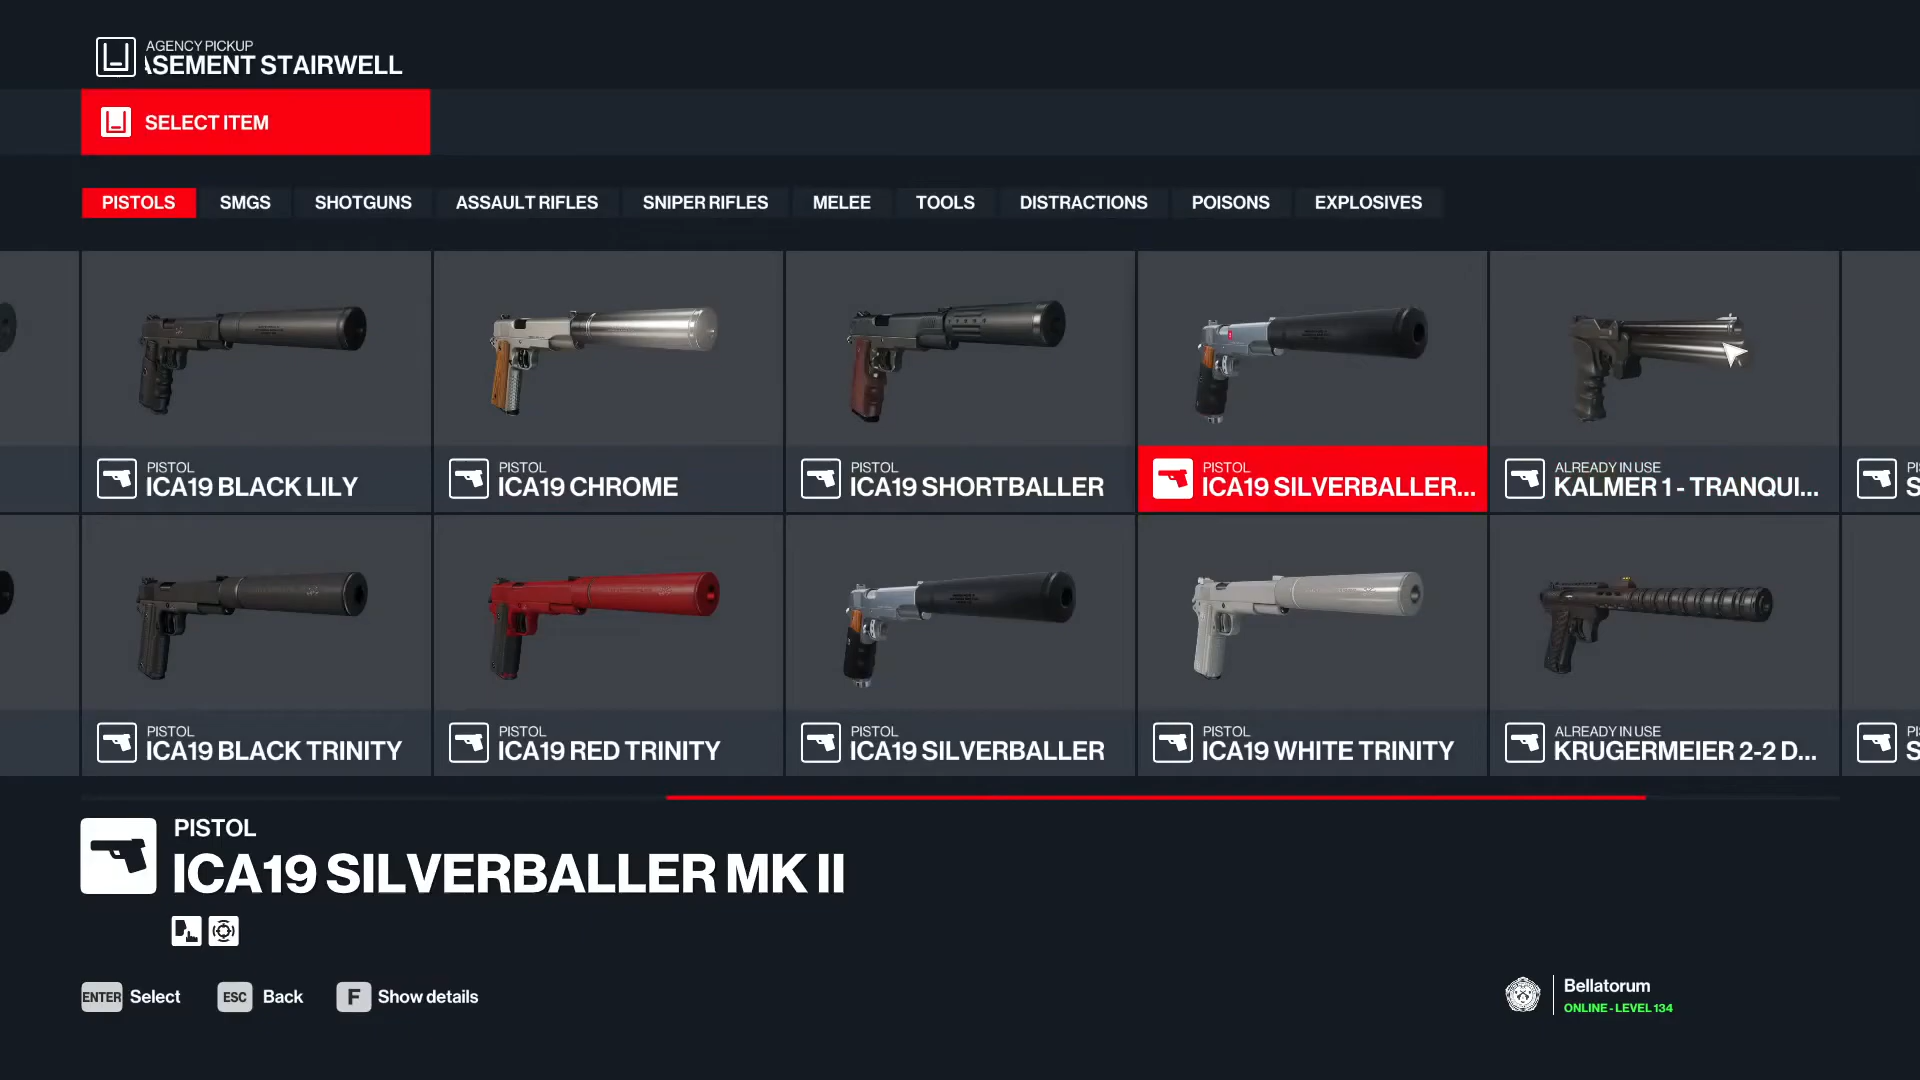 AGENCY PICKUP
ASEMENT STAIRWELL
SELECT ITEM
PISTOLS SMGS SHOTGUNS ASSAULT RIFLES SNIPER RIFLES MELEE TOOLS DISTRACTIONS POISONS EXPLOSIVES
PISTOL
ICA19 BLACK LILY
PISTOL
ICA19 CHROME
PISTOL
ICA19 SHORTBALLER
PISTOL
ICA19 SILVERBALLER...
ALREADY IN USE
KALMER 1 - TRANQUI...
PI
S
PISTOL
ICA19 BLACK TRINITY
PISTOL
ICA19 RED TRINITY
PISTOL
ICA19 SILVERBALLER
PISTOL
ICA19 WHITE TRINITY
ALREADY IN USE
KRUGERMEIER 2-2 D...
PI
S
PISTOL
ICA19 SILVERBALLER MK II
ENTER Select ESC Back F Show details
Bellatorum
ONLINE - LEVEL 134